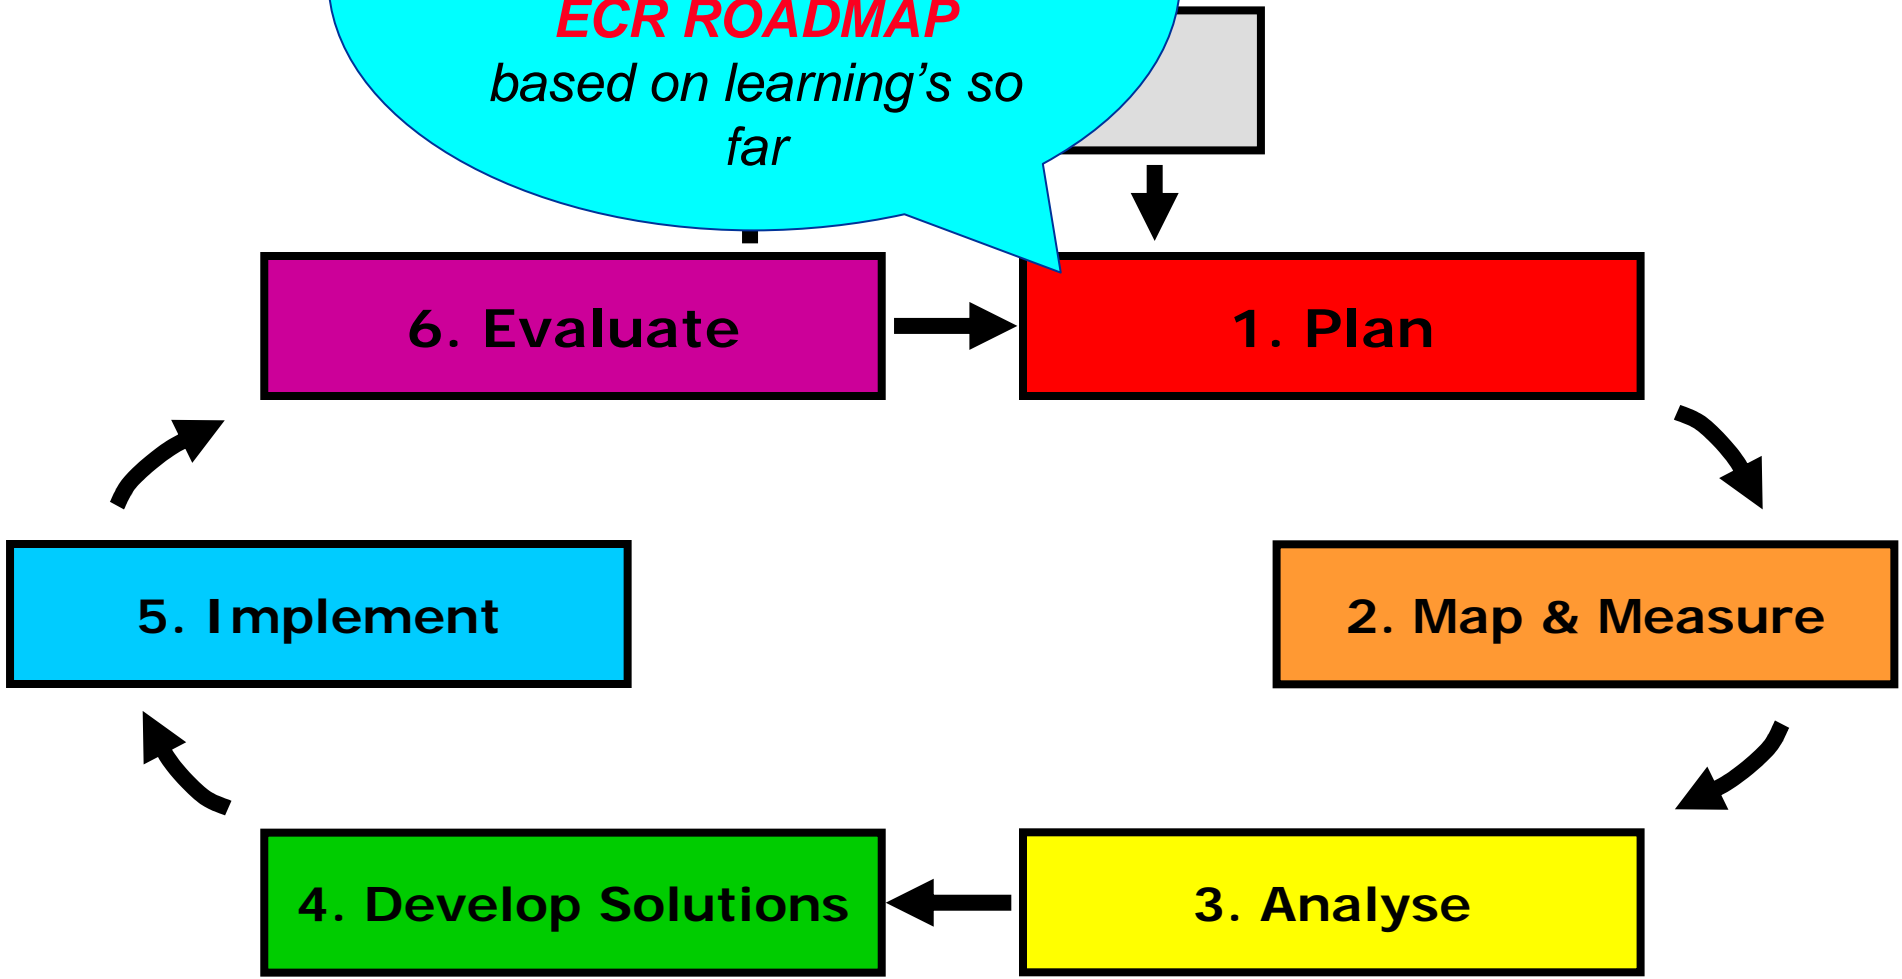 ECR ROADMAP
based on learning's so
far
6. Evaluate
1. Plan
5. Implement
2. Map & Measure
4. Develop Solutions
3. Analyse